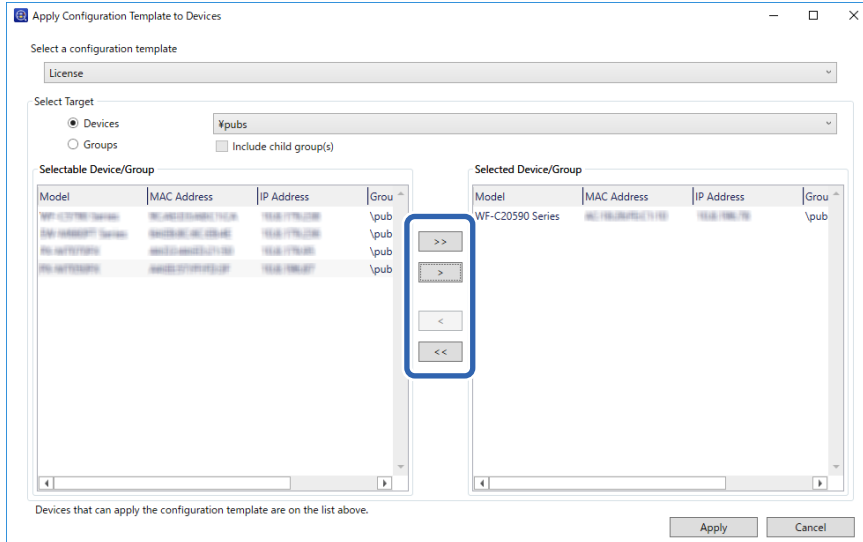 Apply Configuration Template to Devices
Select a configuration template
License
Select Target
Devices
¥pubs
Groups
Include child group(s)
Selectable Device/Group
Selected Device/Group
Model MAC Address IP Address Grou
Model MAC Address IP Address Grou
\pub
WF-C20590 Series \pub
\pub
\pub
\pub
>>
>
<
<<
Devices that can apply the configuration template are on the list above.
Apply Cancel